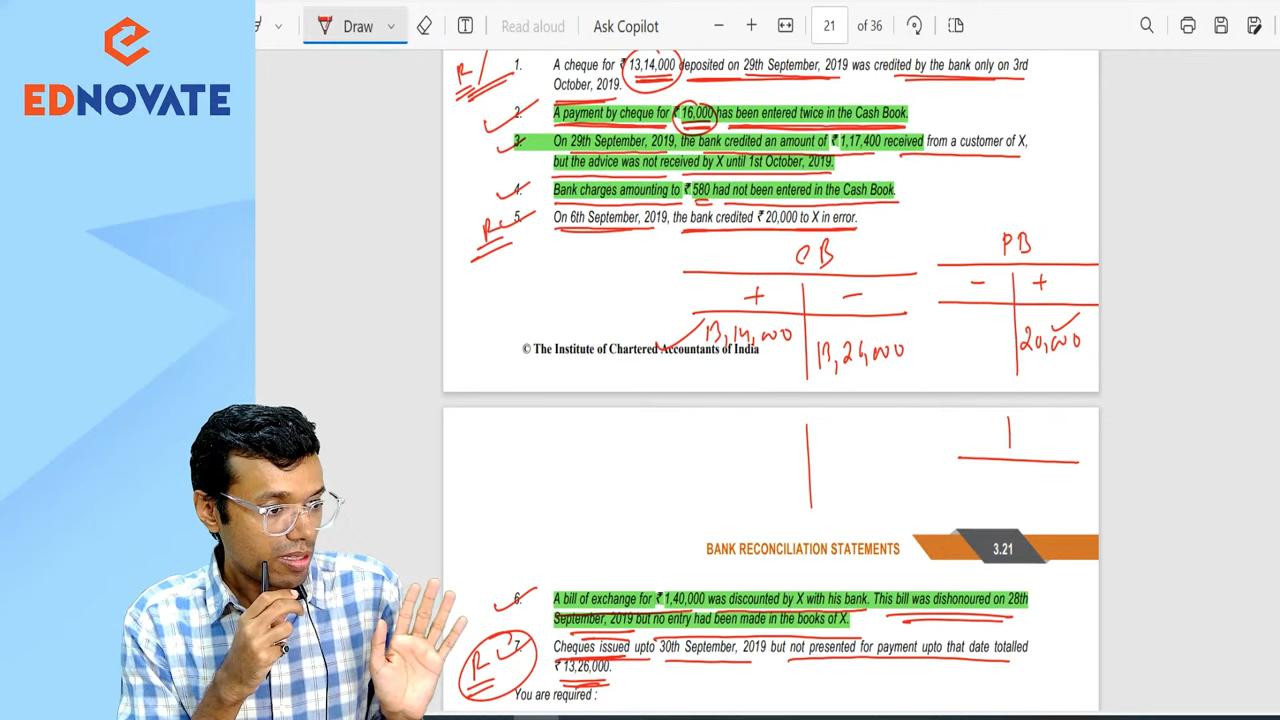 EDNOVATE
Draw
Read aloud
Ask Copilot
21
of 36
1. A cheque for ₹ 13,14,000 deposited on 29th September, 2019 was credited by the bank only on 3rd
October, 2019.
2. A payment by cheque for ₹ 16,000 has been entered twice in the Cash Book.
3. On 29th September, 2019, the bank credited an amount of ₹ 1,17,400 received from a customer of X,
but the advice was not received by X until 1st October, 2019.
4. Bank charges amounting to ₹ 580 had not been entered in the Cash Book.
5. On 6th September, 2019, the bank credited ₹ 20,000 to X in error.
R
R
CB
PB
+ −
− +
13,14,000
13,26,000
20,000
© The Institute of Chartered Accountants of India
BANK RECONCILIATION STATEMENTS
3.21
6. A bill of exchange for ₹ 1,40,000 was discounted by X with his bank. This bill was dishonoured on 28th
September, 2019 but no entry had been made in the books of X.
7. Cheques issued upto 30th September, 2019 but not presented for payment upto that date totalled
₹ 13,26,000.
R
You are required :